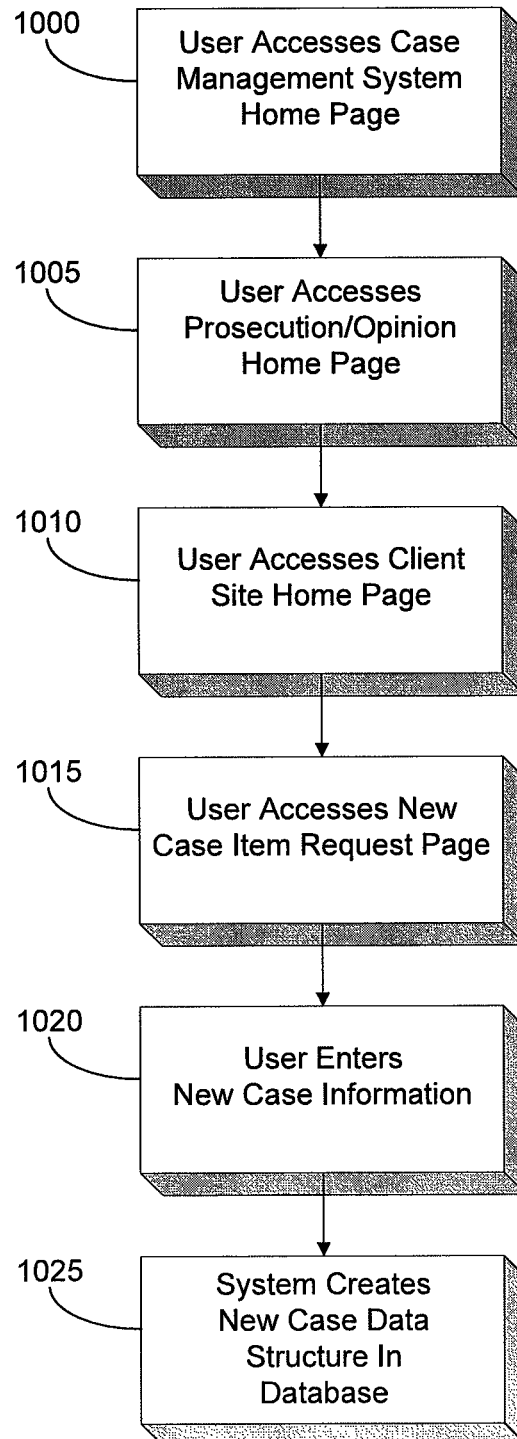 1000
User Accesses Case
Management System
Home Page
1005
User Accesses
Prosecution/Opinion
Home Page
1010
User Accesses Client
Site Home Page
1015
User Accesses New
Case Item Request Page
1020
User Enters
New Case Information
1025
System Creates
New Case Data
Structure In
Database